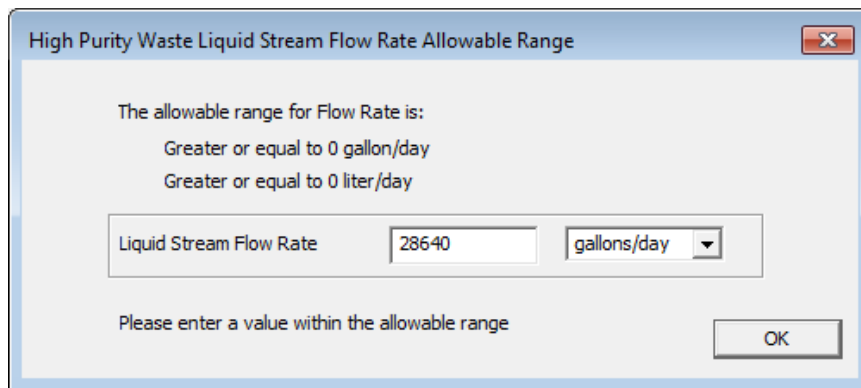 High Purity Waste Liquid Stream Flow Rate Allowable Range
The allowable range for Flow Rate is:
Greater or equal to 0 gallon/day
Greater or equal to 0 liter/day
Liquid Stream Flow Rate 28640 gallons/day
Please enter a value within the allowable range
OK